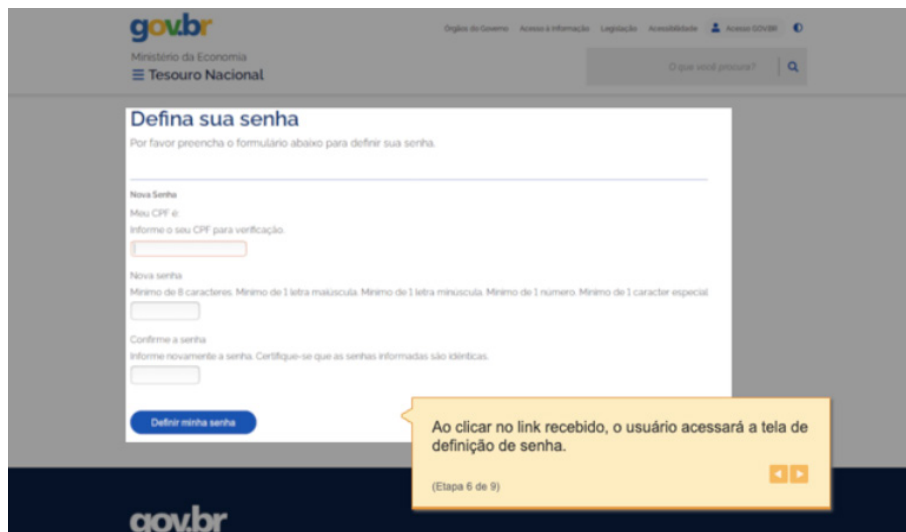 gov.br
Órgãos do Governo Acesso à Informação Legislação Acessibilidade Acesso GOV.BR
Ministério da Economia
Tesouro Nacional
O que você procura?
Defina sua senha
Por favor preencha o formulário abaixo para definir sua senha.
Nova Senha
Meu CPF é:
Informe o seu CPF para verificação.
Nova senha
Mínimo de 8 caracteres. Mínimo de 1 letra maiúscula. Mínimo de 1 letra minúscula. Mínimo de 1 número. Mínimo de 1 caracter especial
Confirme a senha
Informe novamente a senha. Certifique-se que as senhas informadas são idênticas.
Definir minha senha
Ao clicar no link recebido, o usuário acessará a tela de
definição de senha.
(Etapa 6 de 9)
gov.br